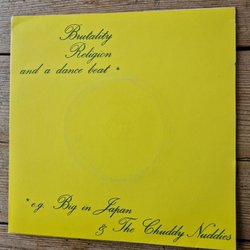 Brutality
Religion
and a dance beat *
* e.g. Big in Japan
& The Chuddy Nuddies